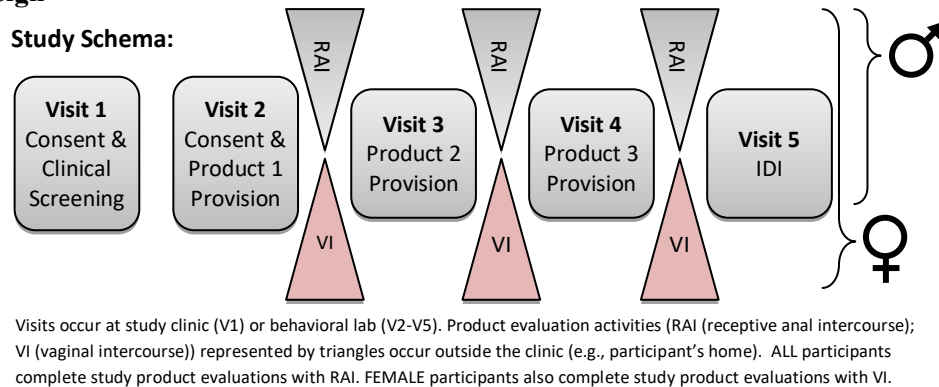 sign
Study Schema:
Visit 1
Consent &
Clinical
Screening
Visit 2
Consent &
Product 1
Provision
RAI
VI
Visit 3
Product 2
Provision
RAI
VI
Visit 4
Product 3
Provision
RAI
VI
Visit 5
IDI
Visits occur at study clinic (V1) or behavioral lab (V2-V5). Product evaluation activities (RAI (receptive anal intercourse);
VI (vaginal intercourse)) represented by triangles occur outside the clinic (e.g., participant's home). ALL participants
complete study product evaluations with RAI. FEMALE participants also complete study product evaluations with VI.